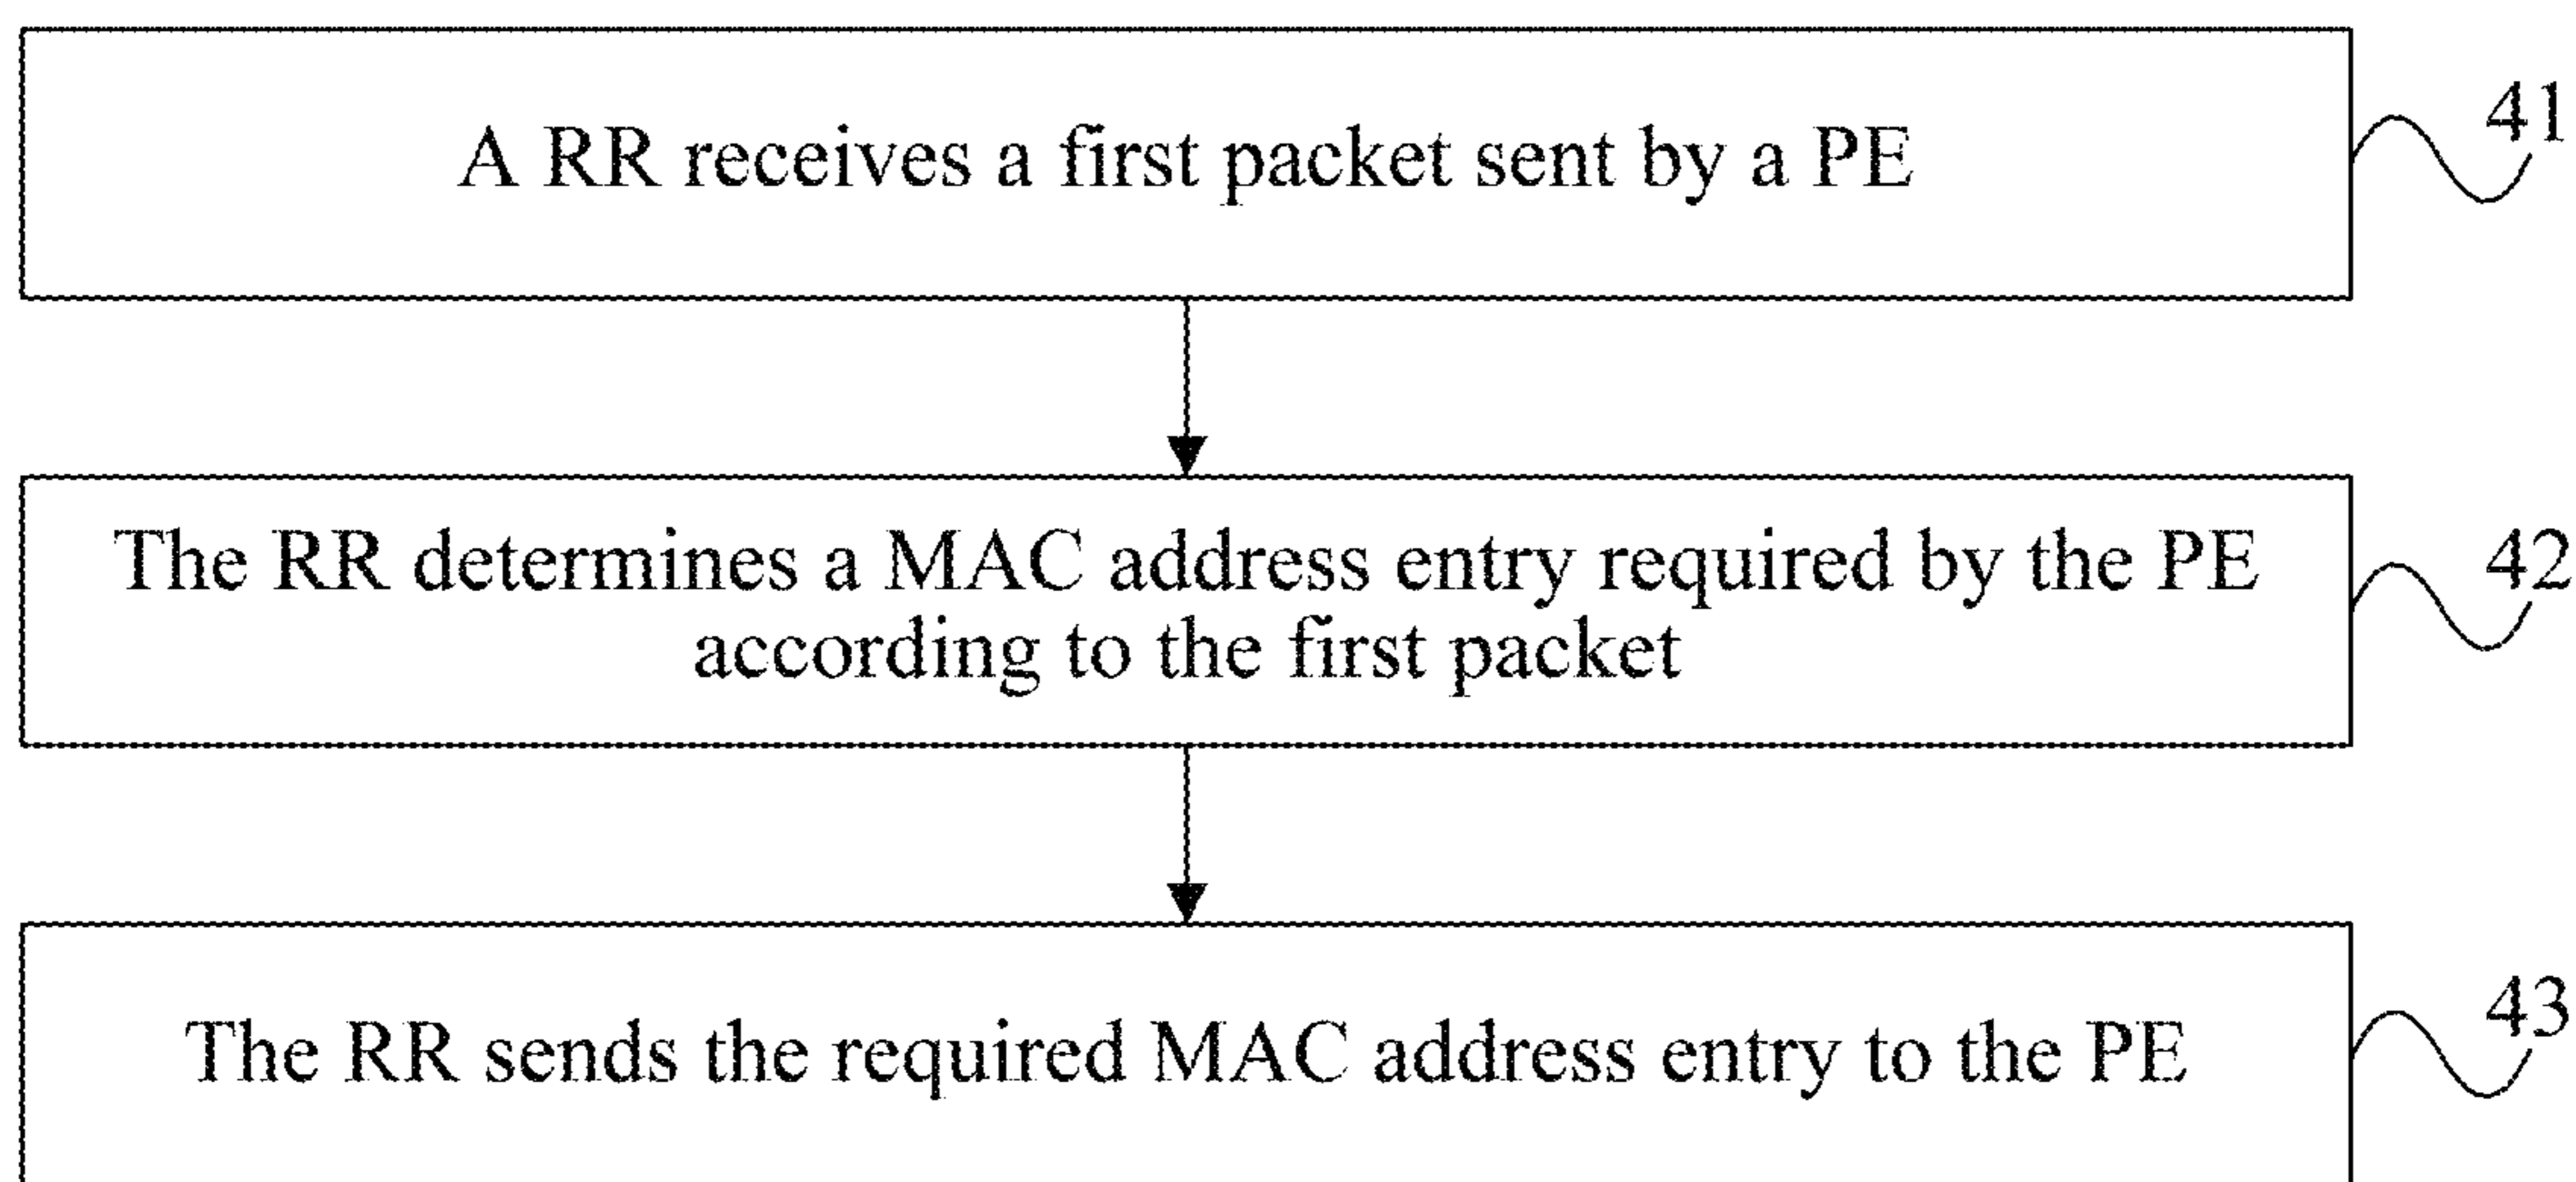 A RR receives a first packet sent by a PE
41
The RR determines a MAC address entry required by the PE
according to the first packet
42
The RR sends the required MAC address entry to the PE
43